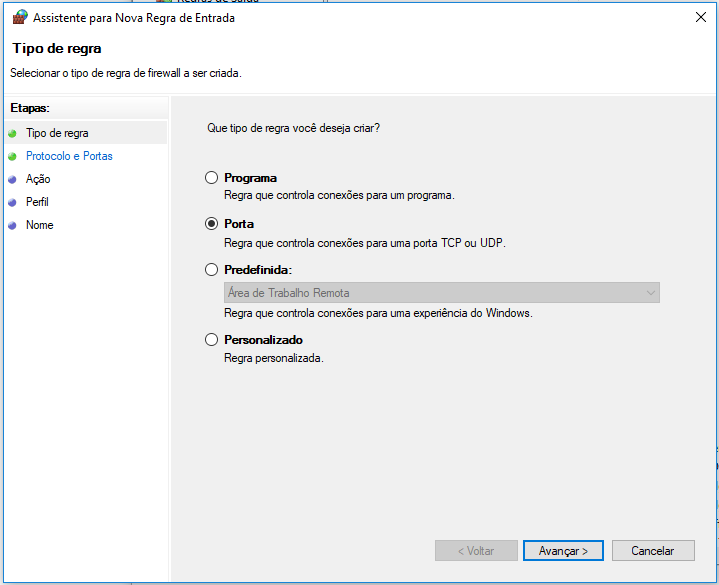 Assistente para Nova Regra de Entrada
Tipo de regra
Selecionar o tipo de regra de firewall a ser criada.
Etapas:
Tipo de regra
Protocolo e Portas
Ação
Perfil
Nome
Que tipo de regra você deseja criar?
Programa
Regra que controla conexões para um programa.
Porta
Regra que controla conexões para uma porta TCP ou UDP.
Predefinida:
Área de Trabalho Remota
Regra que controla conexões para uma experiência do Windows.
Personalizado
Regra personalizada.
< Voltar
Avançar >
Cancelar